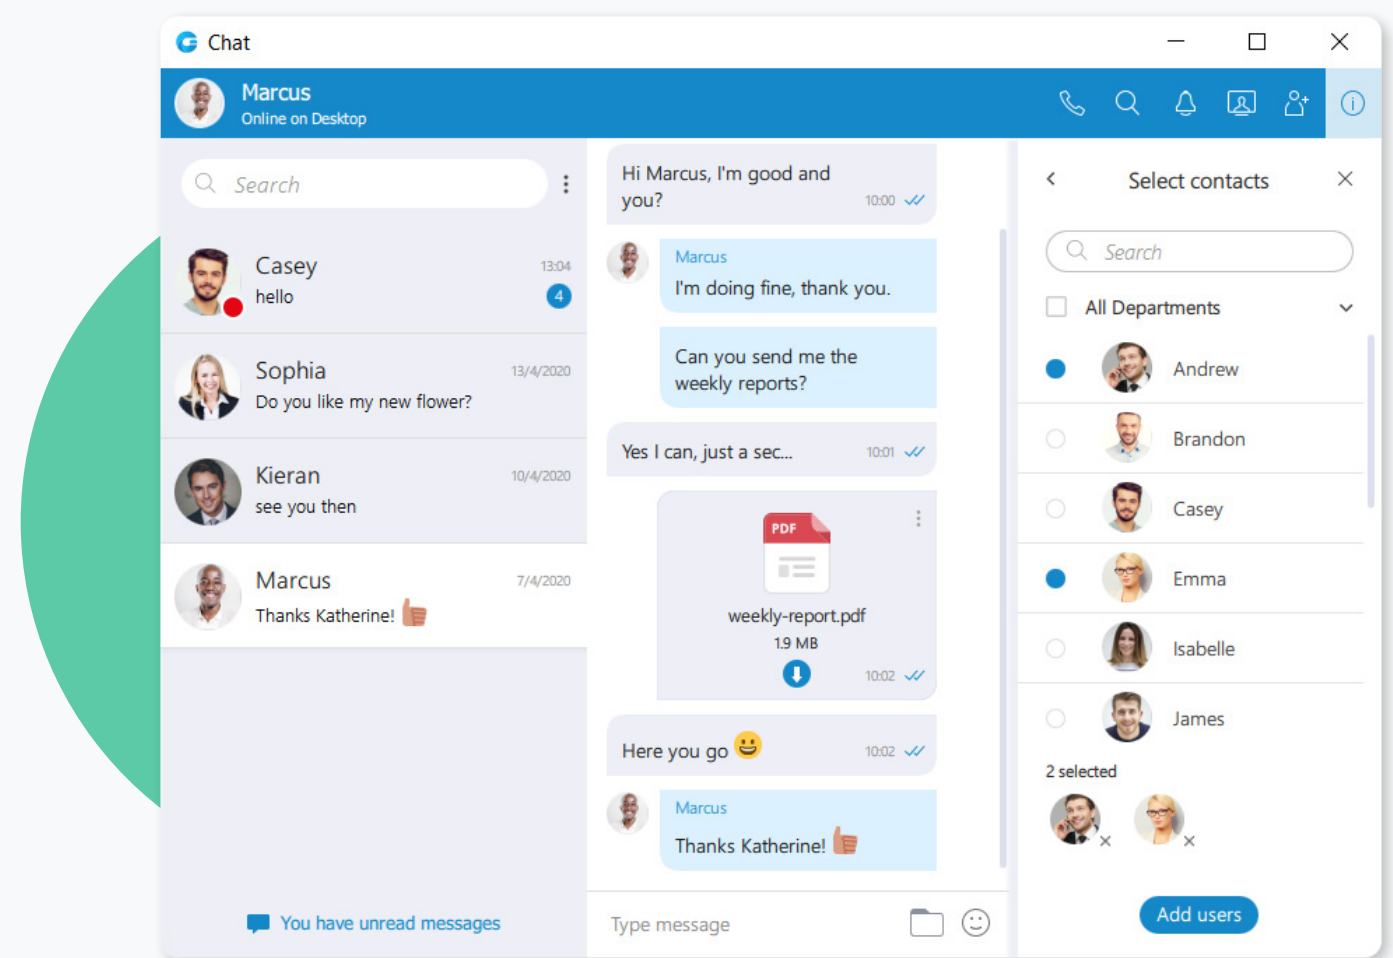 Chat
Marcus
Online on Desktop
Search
Casey
13:04
hello
4
Sophia
13/4/2020
Do you like my new flower?
Kieran
10/4/2020
see you then
Marcus
7/4/2020
Thanks Katherine!
You have unread messages
Hi Marcus, I'm good and
you?
10:00
Marcus
I'm doing fine, thank you.
Can you send me the
weekly reports?
Yes I can, just a sec...
10:01
PDF
weekly-report.pdf
1.9 MB
10:02
Here you go 😀
10:02
Marcus
Thanks Katherine!
Type message
Select contacts
Search
All Departments
Andrew
Brandon
Casey
Emma
Isabelle
James
2 selected
Add users